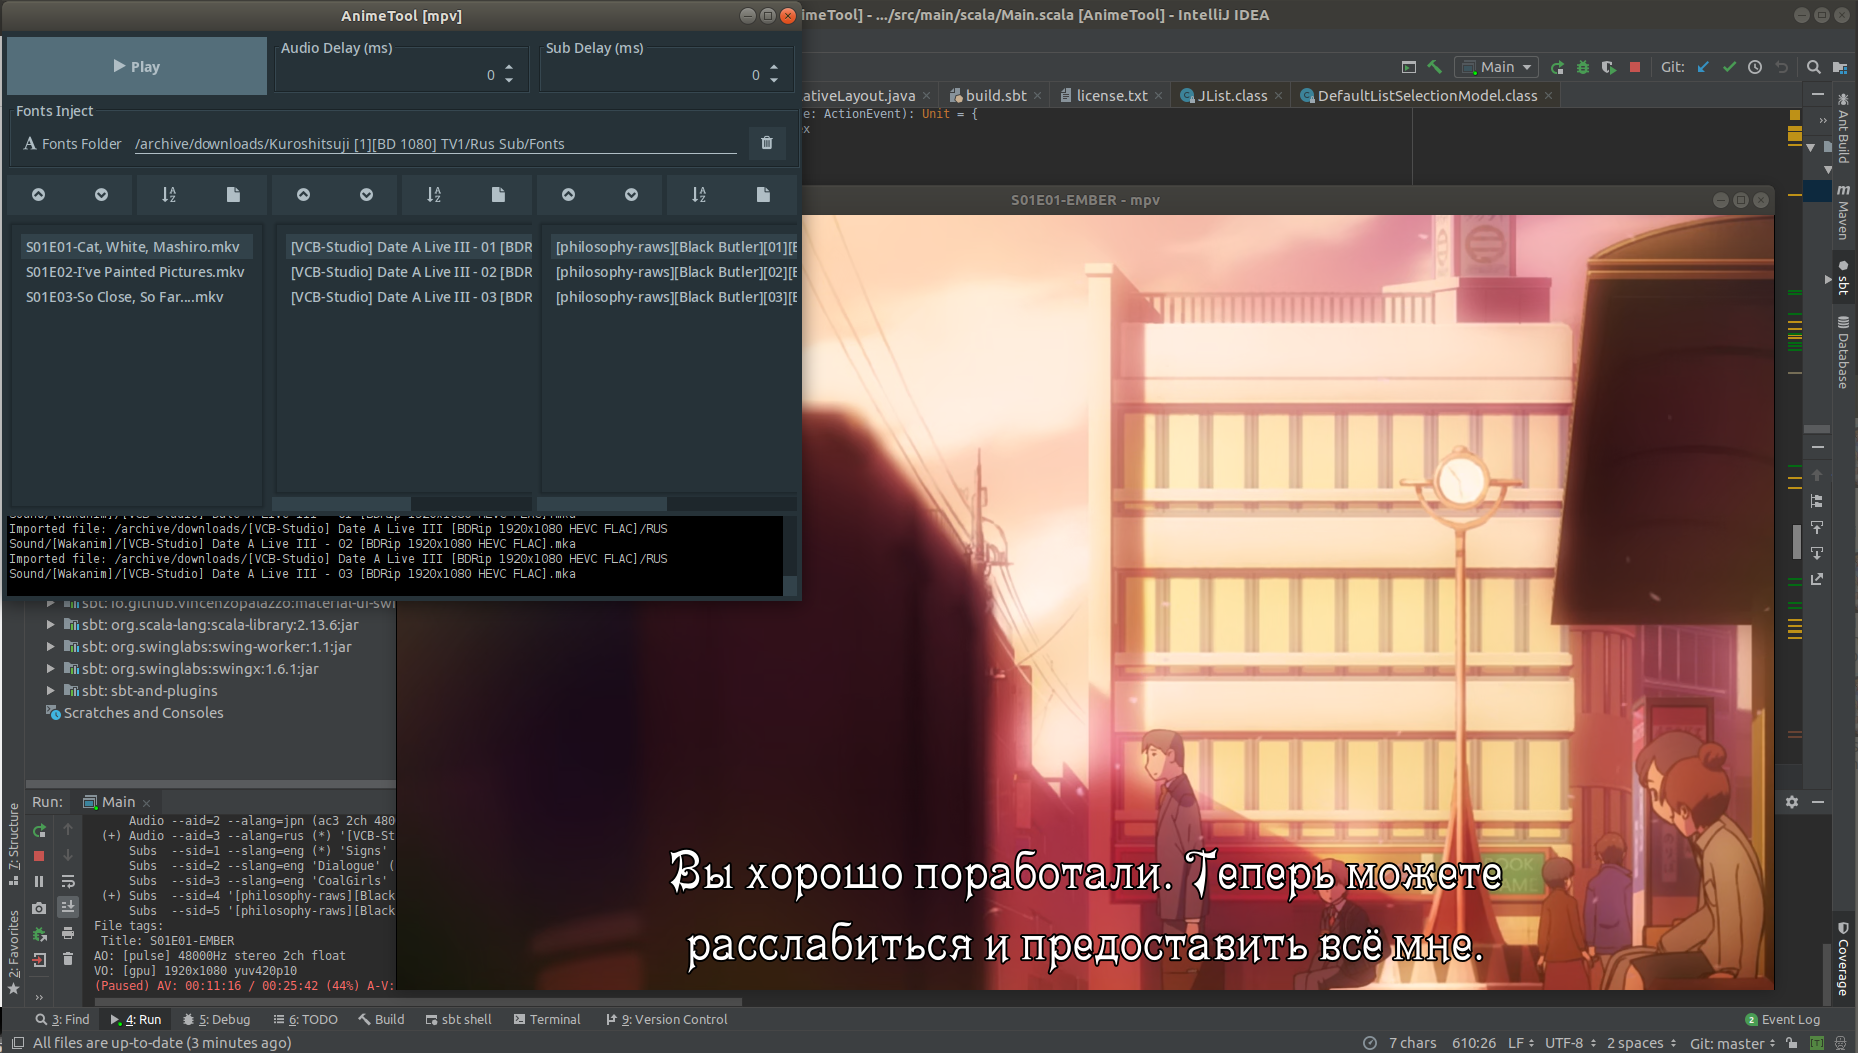 AnimeTool [mpv]
imeTool] - .../src/main/scala/Main.scala [AnimeTool] - IntelliJ IDEA
Play
Audio Delay (ms)
0
Sub Delay (ms)
0
Main
Git:
ativeLayout.java
build.sbt
license.txt
JList.class
DefaultListSelectionModel.class
Fonts Inject
Fonts Folder
/archive/downloads/Kuroshitsuji [1][BD 1080] TV1/Rus Sub/Fonts
e: ActionEvent): Unit = {
ex
S01E01-EMBER - mpv
S01E01-Cat, White, Mashiro.mkv
S01E02-I've Painted Pictures.mkv
S01E03-So Close, So Far....mkv
[VCB-Studio] Date A Live III - 01 [BDR
[VCB-Studio] Date A Live III - 02 [BDR
[VCB-Studio] Date A Live III - 03 [BDR
[philosophy-raws][Black Butler][01][B
[philosophy-raws][Black Butler][02][B
[philosophy-raws][Black Butler][03][B
Sound/[Wakanim]/[VCB-Studio] Date A Live III - 01 [BDRip 1920x1080 HEVC FLAC].mka
Imported file: /archive/downloads/[VCB-Studio] Date A Live III [BDRip 1920x1080 HEVC FLAC]/RUS
Sound/[Wakanim]/[VCB-Studio] Date A Live III - 02 [BDRip 1920x1080 HEVC FLAC].mka
Imported file: /archive/downloads/[VCB-Studio] Date A Live III [BDRip 1920x1080 HEVC FLAC]/RUS
Sound/[Wakanim]/[VCB-Studio] Date A Live III - 03 [BDRip 1920x1080 HEVC FLAC].mka
sbt: io.github.vincenzopalazzo:material-ui-swi
sbt: org.scala-lang:scala-library:2.13.6:jar
sbt: org.swinglabs:swing-worker:1.1:jar
sbt: org.swinglabs:swingx:1.6.1:jar
sbt: sbt-and-plugins
Scratches and Consoles
Run:
Main
Audio --aid=2 --alang=jpn (ac3 2ch 480
(+) Audio --aid=3 --alang=rus (*) '[VCB-St
Subs --sid=1 --slang=eng (*) 'Signs'
Subs --sid=2 --slang=eng 'Dialogue' (
Subs --sid=3 --slang=eng 'CoalGirls'
(+) Subs --sid=4 '[philosophy-raws][Black
Subs --sid=5 '[philosophy-raws][Black
File tags:
Title: S01E01-EMBER
AO: [pulse] 48000Hz stereo 2ch float
VO: [gpu] 1920x1080 yuv420p10
(Paused) AV: 00:11:16 / 00:25:42 (44%) A-V:
Вы хорошо поработали. Теперь можете
расслабиться и предоставить всё мне.
Ant Build
Maven
sbt
Database
Coverage
7: Structure
2: Favorites
3: Find
4: Run
5: Debug
6: TODO
Build
sbt shell
Terminal
9: Version Control
2 Event Log
All files are up-to-date (3 minutes ago)
7 chars
610:26
LF
UTF-8
2 spaces
Git: master